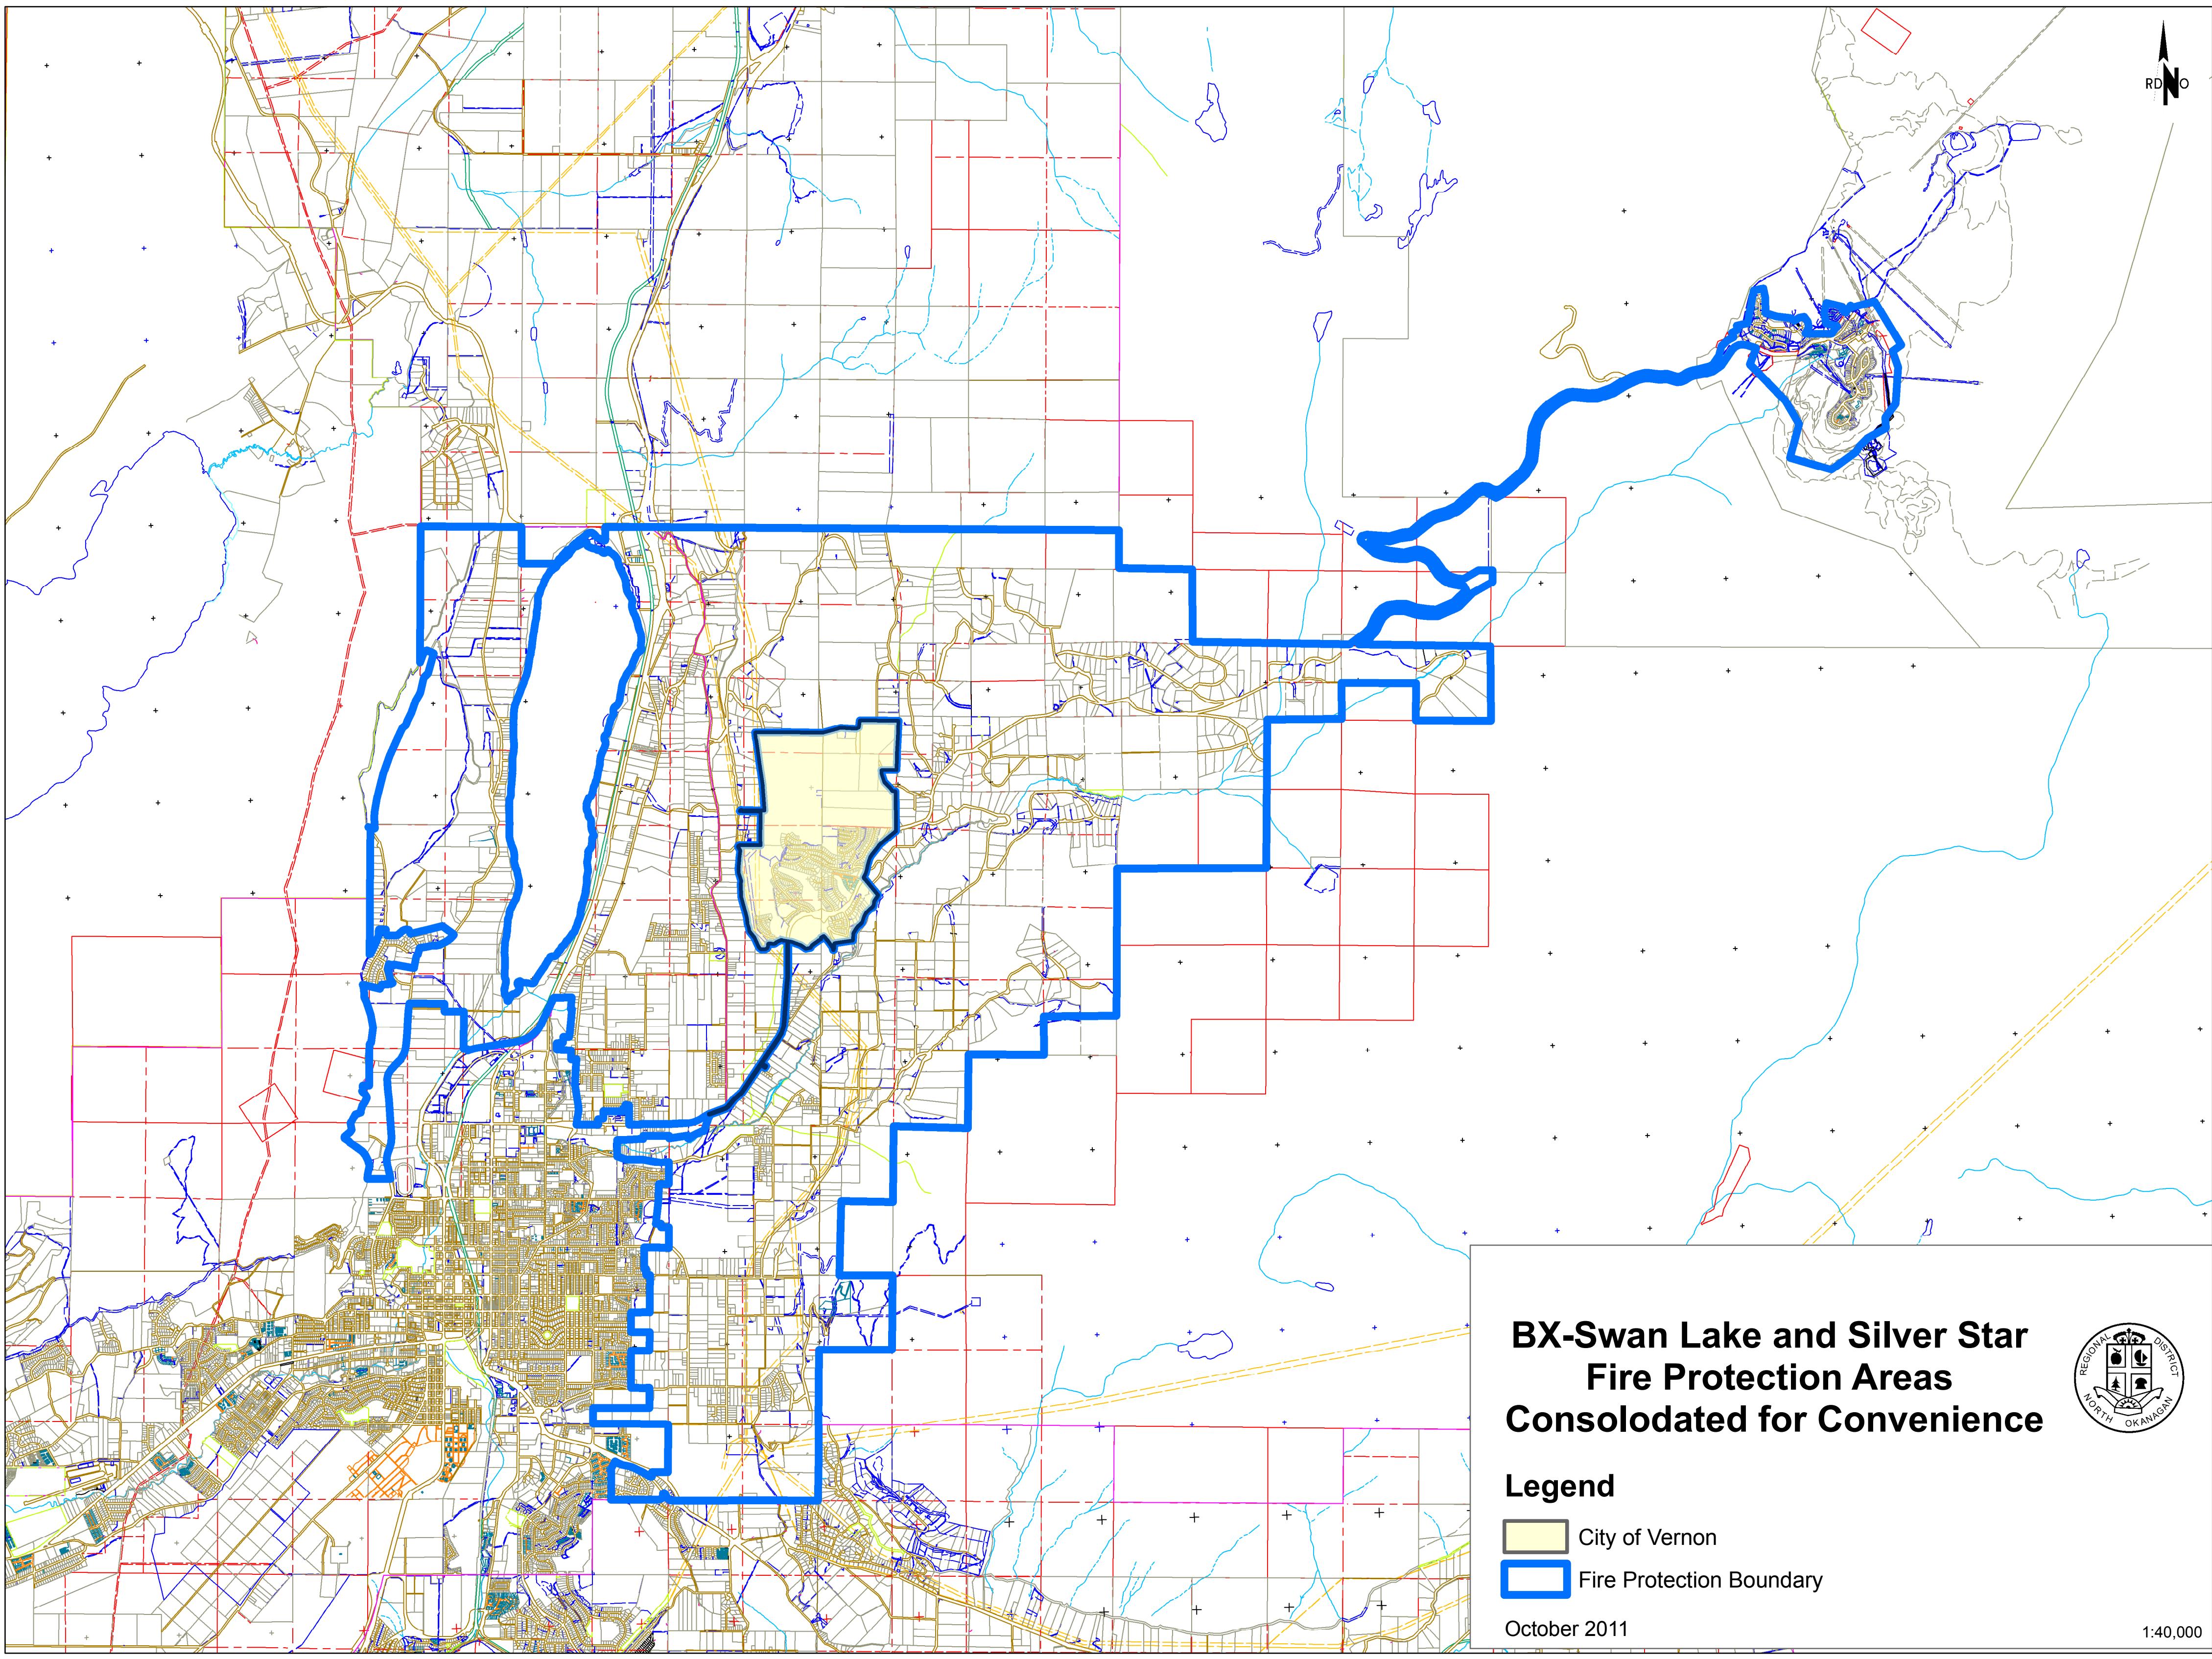 RDNO
BX-Swan Lake and Silver Star
Fire Protection Areas
Consolodated for Convenience
REGIONAL DISTRICT
NORTH OKANAGAN
Legend
City of Vernon
Fire Protection Boundary
October 2011
1:40,000